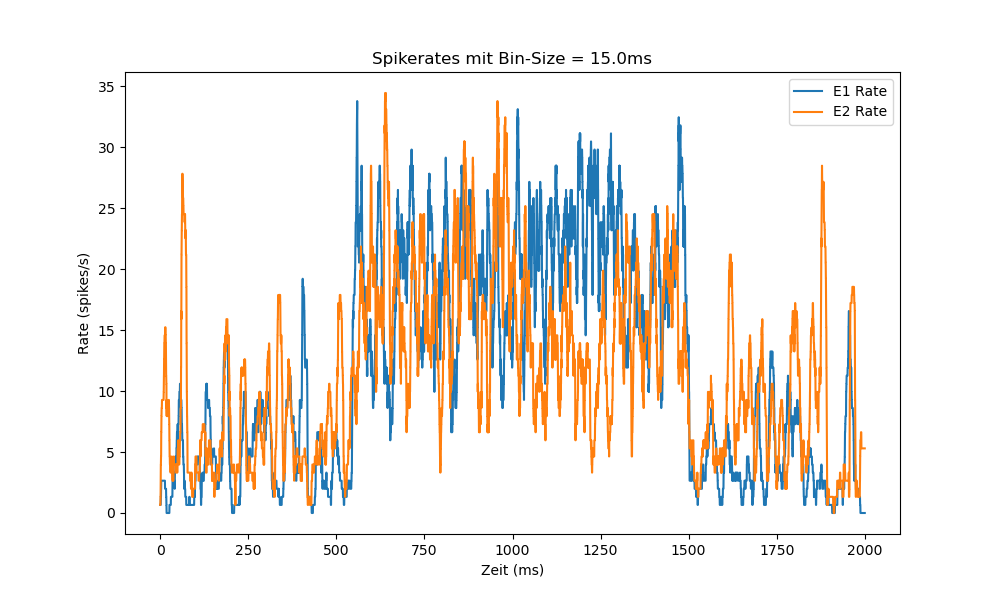 Spikerates mit Bin-Size = 15.0ms
E1 Rate
E2 Rate
Rate (spikes/s)
35
30
25
20
15
10
5
0
0 250 500 750 1000 1250 1500 1750 2000
Zeit (ms)